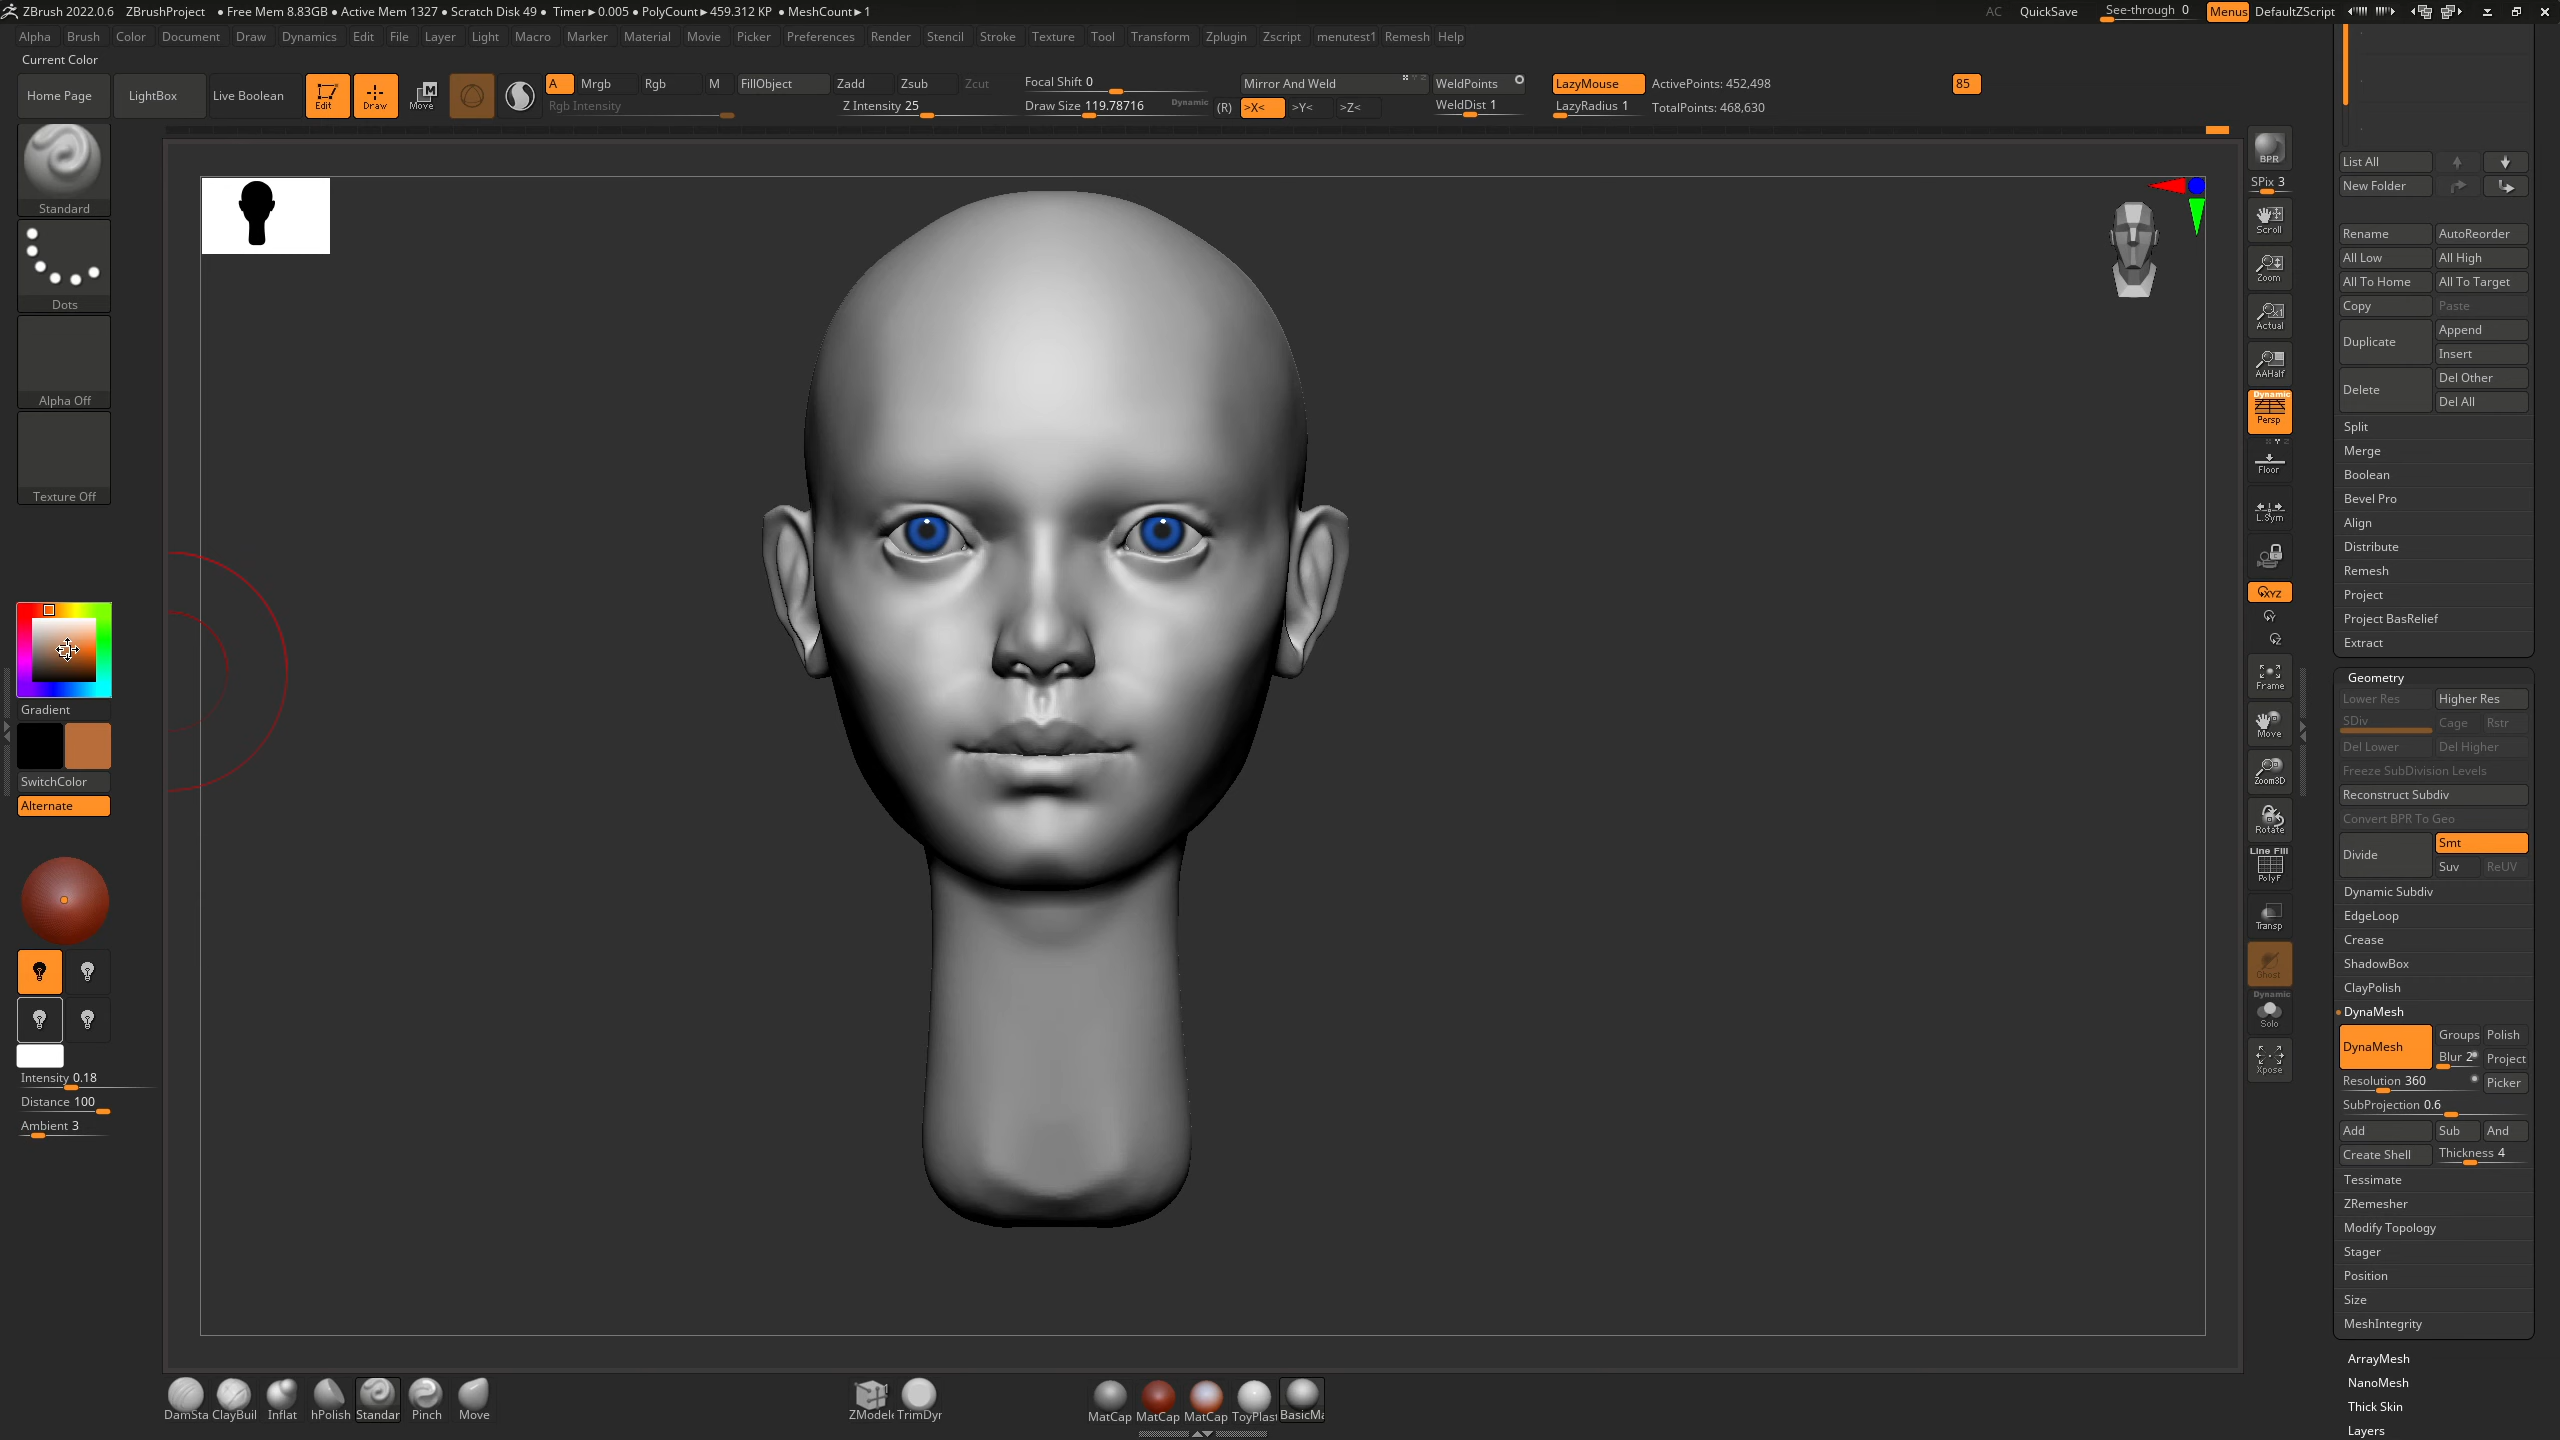 ZBrush 2022.0.6 ZBrushProject • Free Mem 8.83GB • Active Mem 1327 • Scratch Disk 49 • Timer►0.005 • PolyCount►459.312 KP • MeshCount►1 AC QuickSave See-through 0 Menus DefaultZScript
Alpha Brush Color Document Draw Dynamics Edit File Layer Light Macro Marker Material Movie Picker Preferences Render Stencil Stroke Texture Tool Transform Zplugin Zscript menutest1 Remesh Help
Current Color
Home Page LightBox Live Boolean Edit Draw Move A Mrgb Rgb M FillObject Zadd Zsub Zcut Focal Shift 0 Mirror And Weld WeldPoints LazyMouse ActivePoints: 452,498 85
Rgb Intensity Z Intensity 25 Draw Size 119.78716 Dynamic (R) >X< >Y< >Z< WeldDist 1 LazyRadius 1 TotalPoints: 468,630
Standard
Dots
Alpha Off
Texture Off
Gradient
SwitchColor
Alternate
Intensity 0.18
Distance 100
Ambient 3
BPR
SPix 3
Scroll
Zoom
Actual
AAHalf
Dynamic
Persp
Floor
L.Sym
XYZ
Y
Z
Frame
Move
Zoom3D
Rotate
Line Fill
PolyF
Transp
Ghost
Dynamic
Solo
Xpose
List All
New Folder
Rename AutoReorder
All Low All High
All To Home All To Target
Copy Paste
Duplicate Append
Insert
Delete Del Other
Del All
Split
Merge
Boolean
Bevel Pro
Align
Distribute
Remesh
Project
Project BasRelief
Extract
Geometry
Lower Res Higher Res
SDiv Cage Rstr
Del Lower Del Higher
Freeze SubDivision Levels
Reconstruct Subdiv
Convert BPR To Geo
Divide Smt
Suv ReUV
Dynamic Subdiv
EdgeLoop
Crease
ShadowBox
ClayPolish
DynaMesh
DynaMesh Groups Polish
Blur 2 Project
Resolution 360 Picker
SubProjection 0.6
Add Sub And
Create Shell Thickness 4
Tessimate
ZRemesher
Modify Topology
Stager
Position
Size
MeshIntegrity
ArrayMesh
NanoMesh
Thick Skin
Layers
DamSta ClayBuil Inflat hPolish Standar Pinch Move ZModele TrimDyr MatCap MatCap MatCap ToyPlast BasicMa